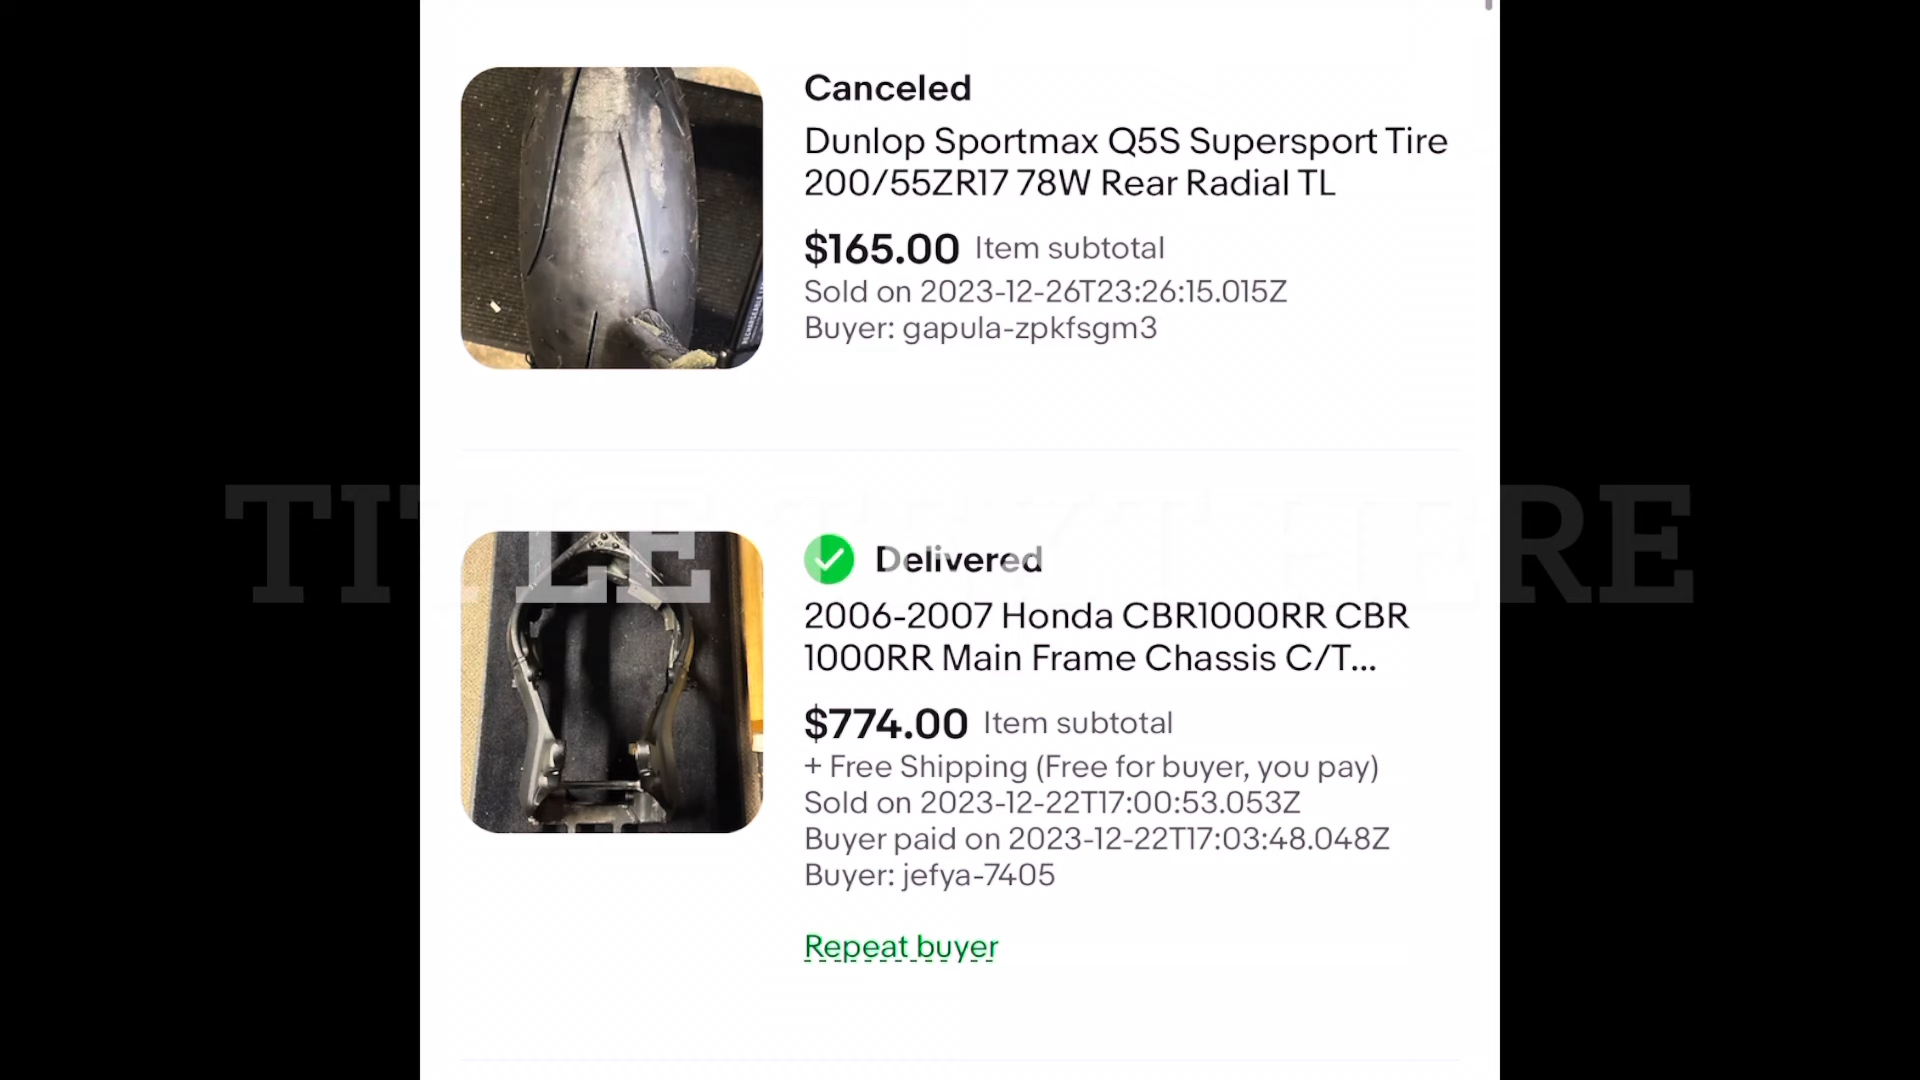 Canceled
Dunlop Sportmax Q5S Supersport Tire
200/55ZR17 78W Rear Radial TL
$165.00 Item subtotal
Sold on 2023-12-26T23:26:15.015Z
Buyer: gapula-zpkfsgm3
TITLE TEXT HERE
Delivered
2006-2007 Honda CBR1000RR CBR
1000RR Main Frame Chassis C/T...
$774.00 Item subtotal
+ Free Shipping (Free for buyer, you pay)
Sold on 2023-12-22T17:00:53.053Z
Buyer paid on 2023-12-22T17:03:48.048Z
Buyer: jefya-7405
Repeat buyer